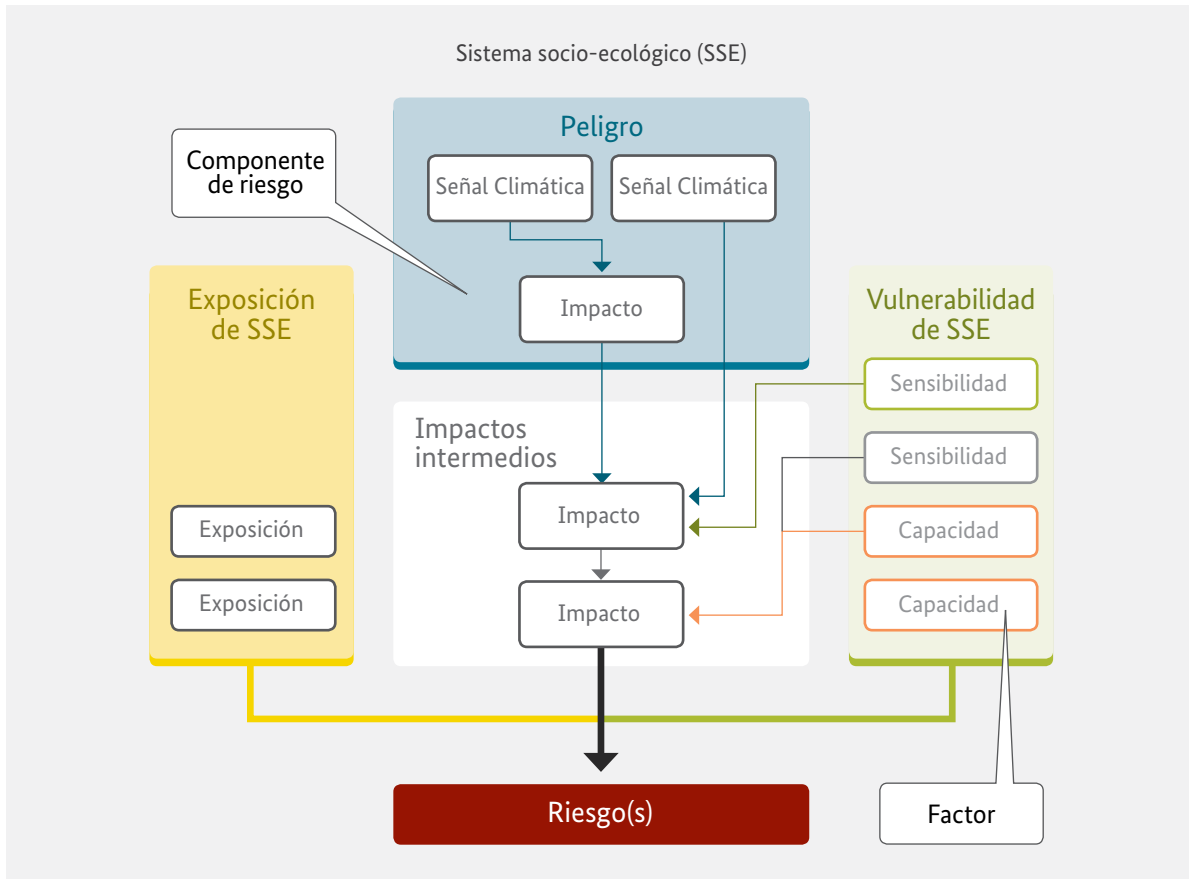 Sistema socio-ecológico (SSE)
Peligro
Componente
de riesgo
Señal Climática
Señal Climática
Impacto
Exposición
de SSE
Exposición
Exposición
Impactos
intermedios
Impacto
Impacto
Vulnerabilidad
de SSE
Sensibilidad
Sensibilidad
Capacidad
Capacidad
Riesgo(s)
Factor